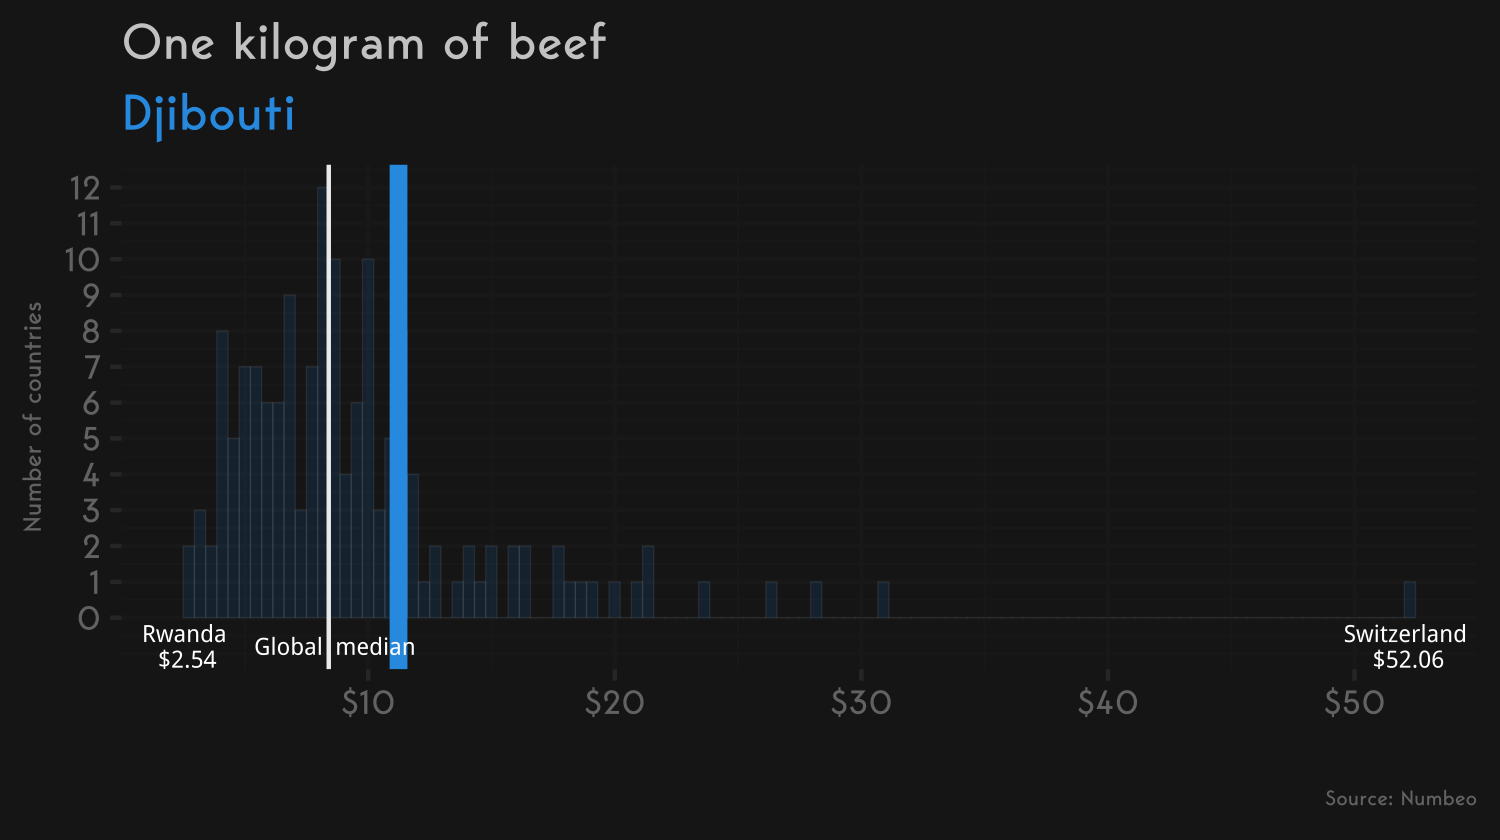 One kilogram of beef
Djibouti
Number of countries
12
11
10
9
8
7
6
5
4
3
2
1
0
Rwanda
$2.54
Global median
Switzerland
$52.06
$10 $20 $30 $40 $50
Source: Numbeo